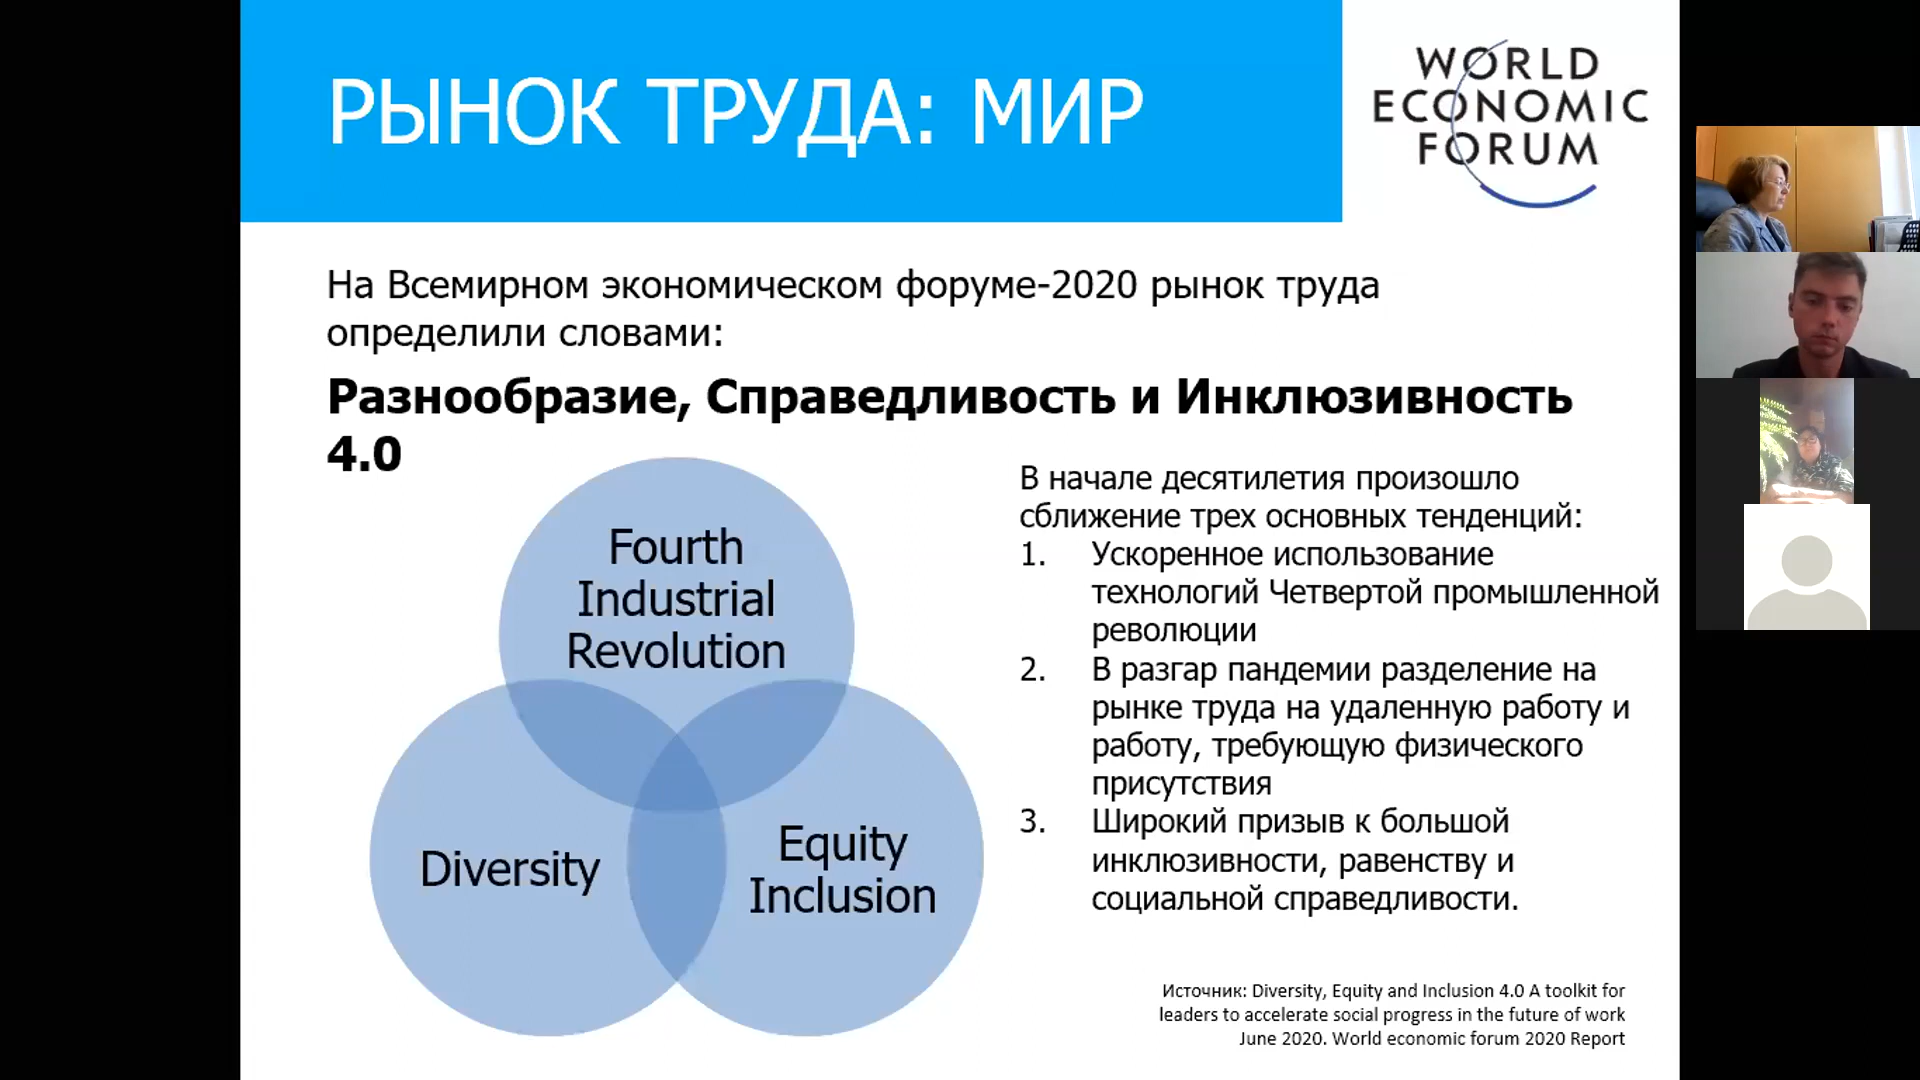 РЫНОК ТРУДА: МИР
WORLD
ECONOMIC
FORUM
На Всемирном экономическом форуме-2020 рынок труда
определили словами:
Разнообразие, Справедливость и Инклюзивность
4.0
Fourth
Industrial
Revolution
Diversity
Equity
Inclusion
В начале десятилетия произошло
сближение трех основных тенденций:
1. Ускоренное использование
технологий Четвертой промышленной
революции
2. В разгар пандемии разделение на
рынке труда на удаленную работу и
работу, требующую физического
присутствия
3. Широкий призыв к большой
инклюзивности, равенству и
социальной справедливости.
Источник: Diversity, Equity and Inclusion 4.0 A toolkit for
leaders to accelerate social progress in the future of work
June 2020. World economic forum 2020 Report